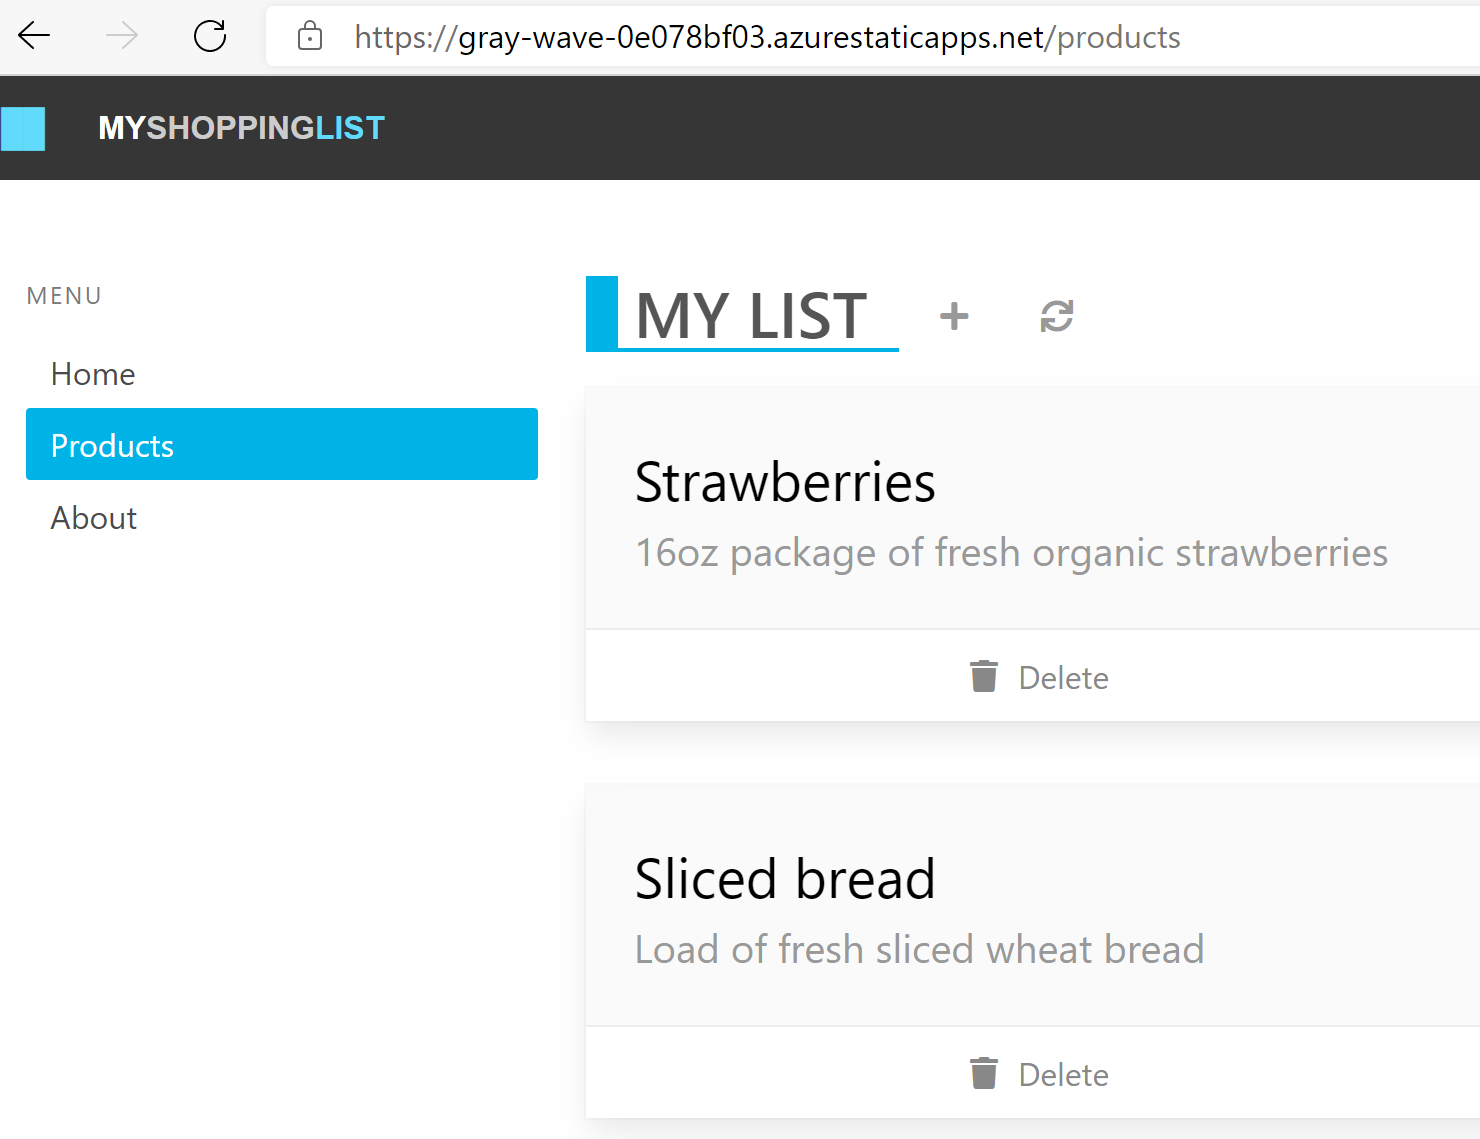 https://gray-wave-0e078bf03.azurestaticapps.net/products
MYSHOPPINGLIST
MENU
Home
Products
About
MY LIST
Strawberries
16oz package of fresh organic strawberries
Delete
Sliced bread
Load of fresh sliced wheat bread
Delete